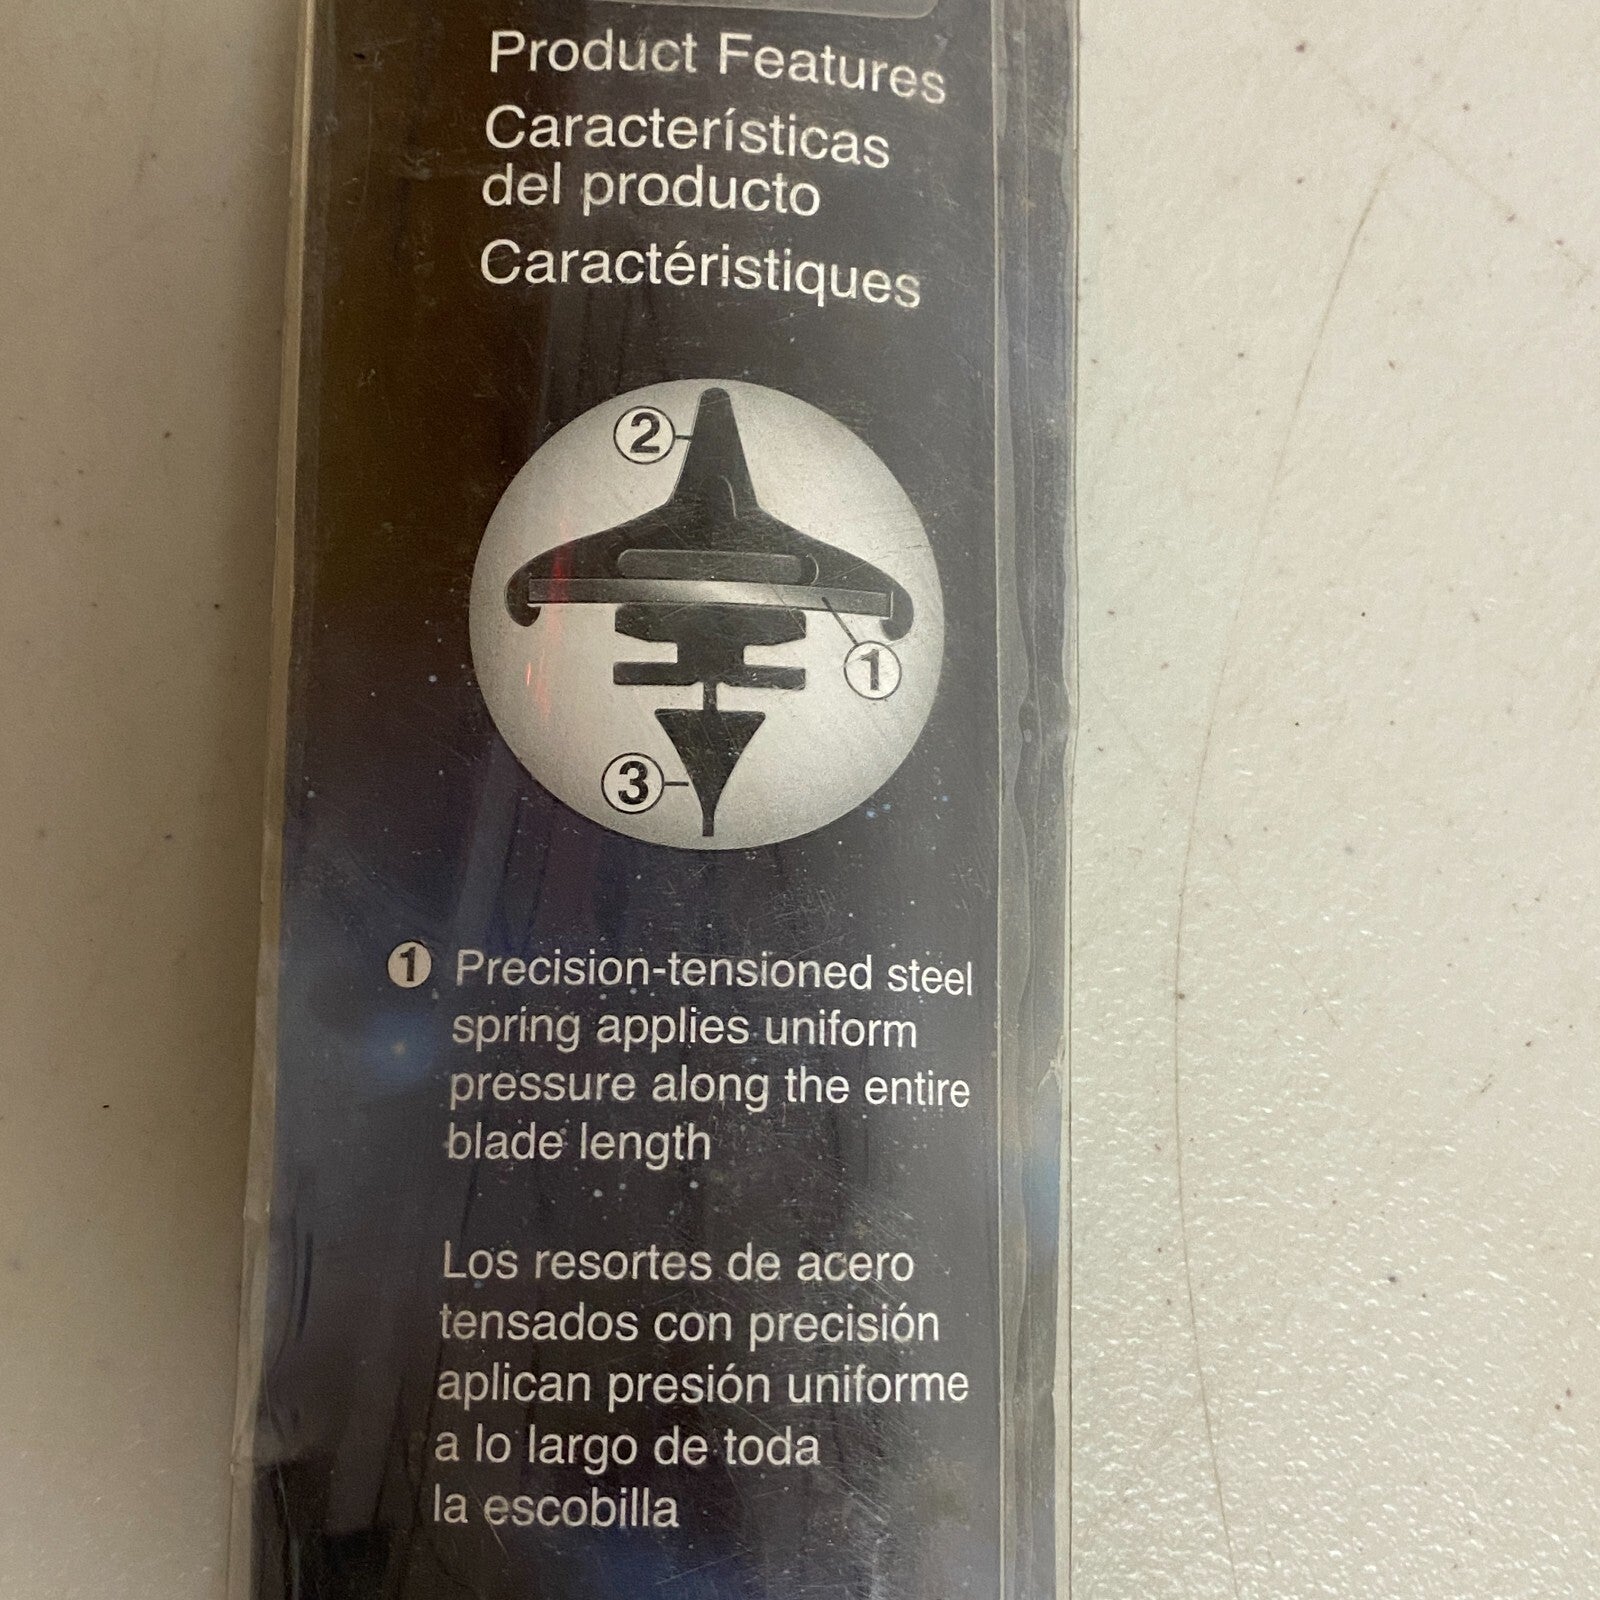 Product Features
Características
del producto
Caractéristiques
2
1
3
1 Precision-tensioned steel
spring applies uniform
pressure along the entire
blade length
Los resortes de acero
tensados con precisión
aplican presión uniforme
a lo largo de toda
la escobilla